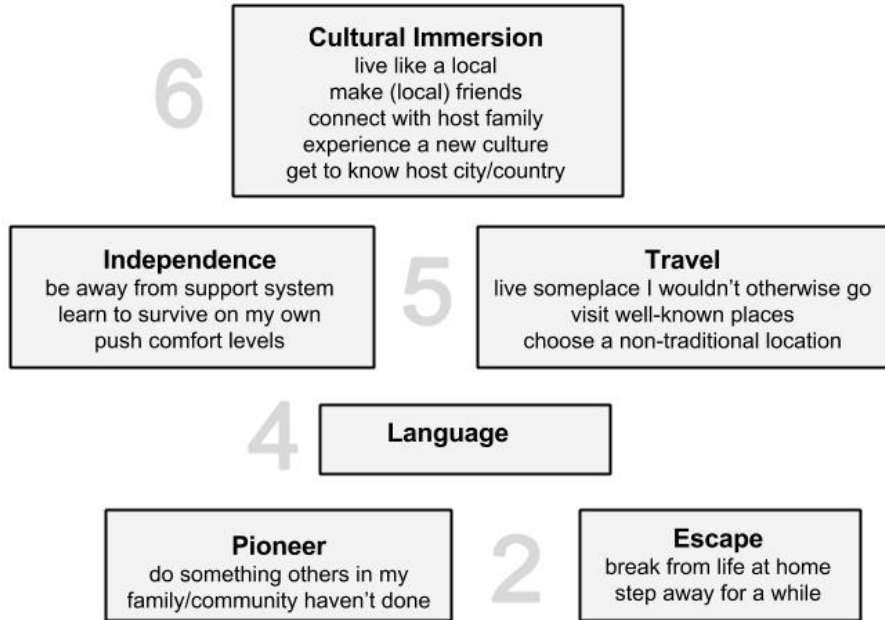 6
Cultural Immersion
live like a local
make (local) friends
connect with host family
experience a new culture
get to know host city/country
Independence
be away from support system
learn to survive on my own
push comfort levels
5
Travel
live someplace I wouldn't otherwise go
visit well-known places
choose a non-traditional location
4
Language
Pioneer
do something others in my
family/community haven't done
2
Escape
break from life at home
step away for a while